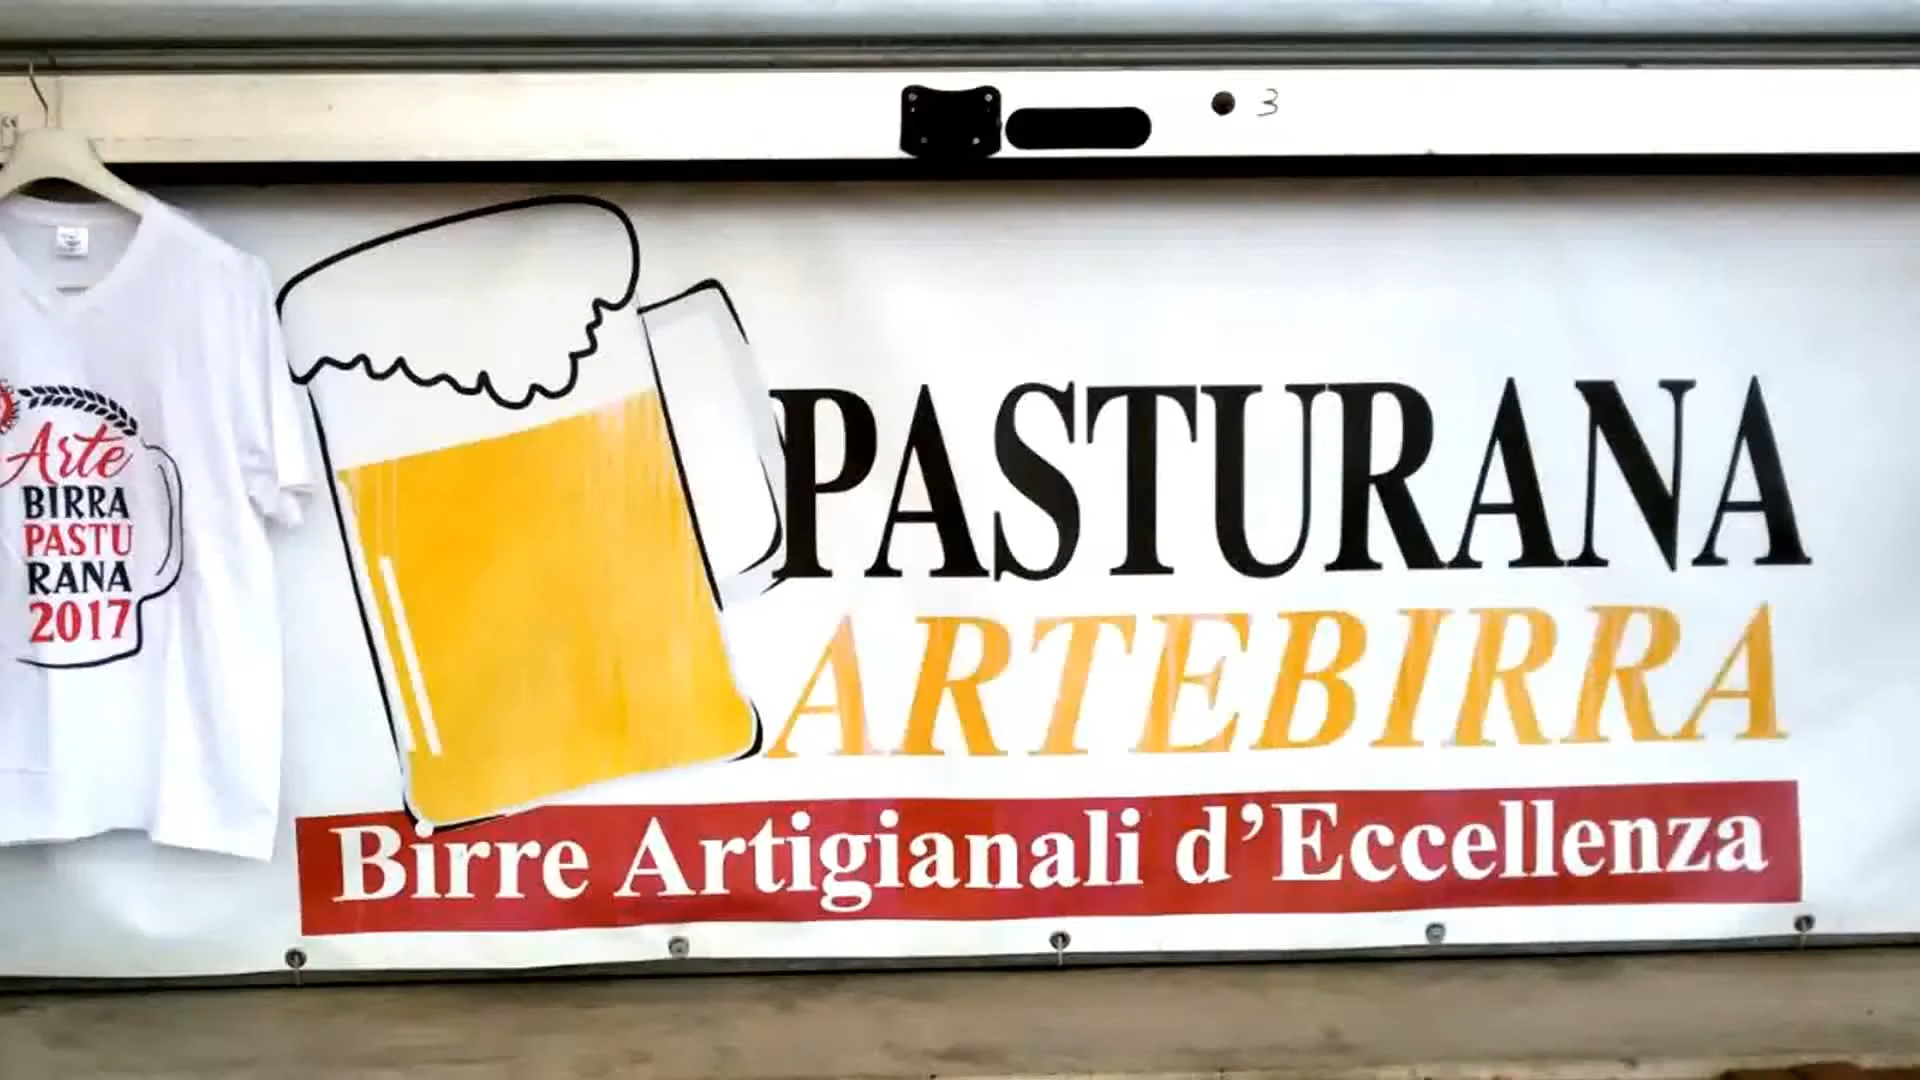 3
Arte
BIRRA
PASTU
RANA
2017
PASTURANA
ARTEBIRRA
Birre Artigianali d'Eccellenza